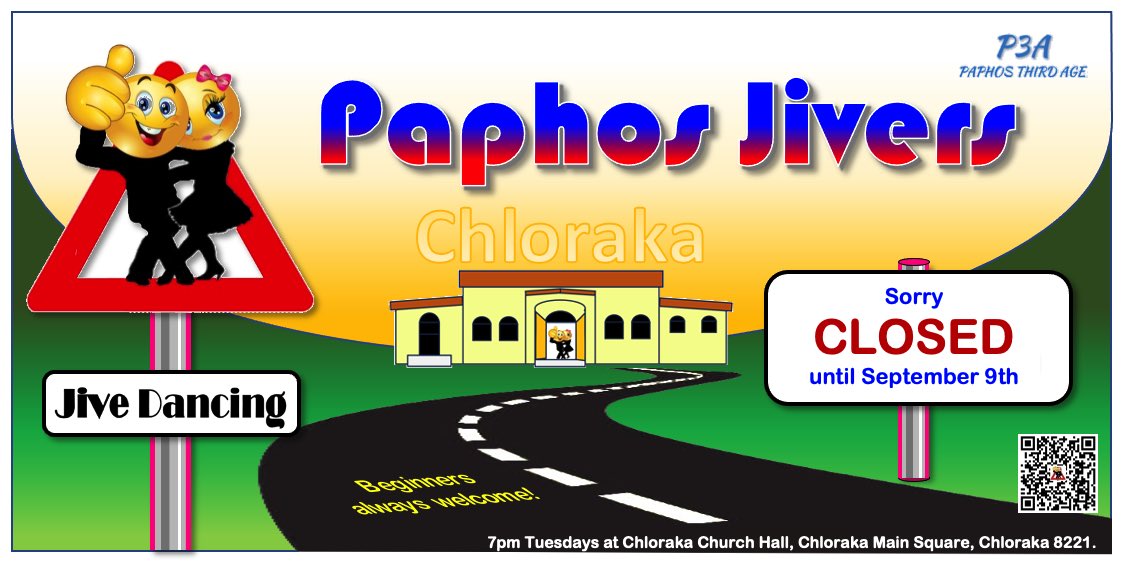 P3A
PAPHOS THIRD AGE
Paphos Jivers
Chloraka
Sorry
CLOSED
until September 9th
Jive Dancing
Beginners
always welcome!
7pm Tuesdays at Chloraka Church Hall, Chloraka Main Square, Chloraka 8221.